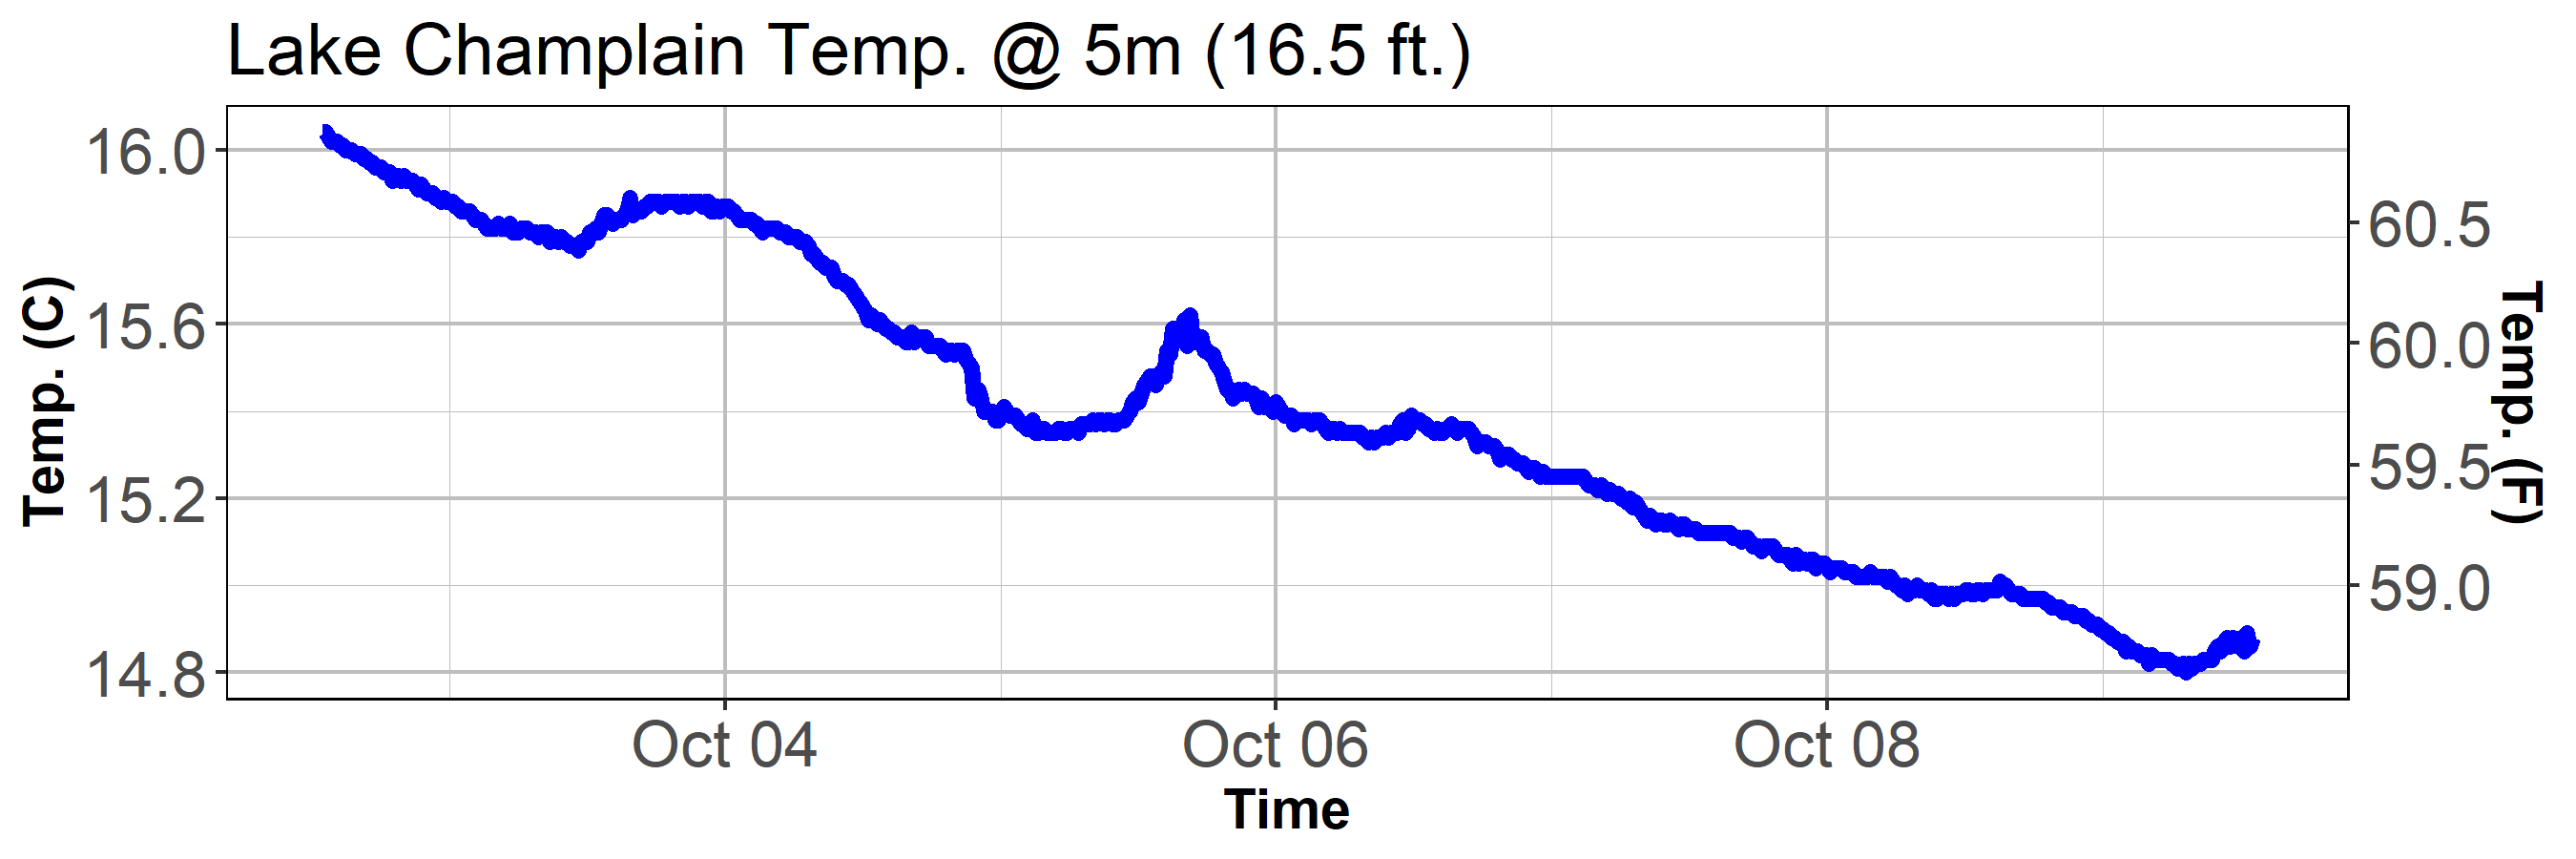 Lake Champlain Temp. @ 5m (16.5 ft.)
Temp. (C)
16.0
15.6
15.2
14.8
60.5
60.0
59.5
59.0
Temp. (F)
Oct 04 Oct 06 Oct 08
Time